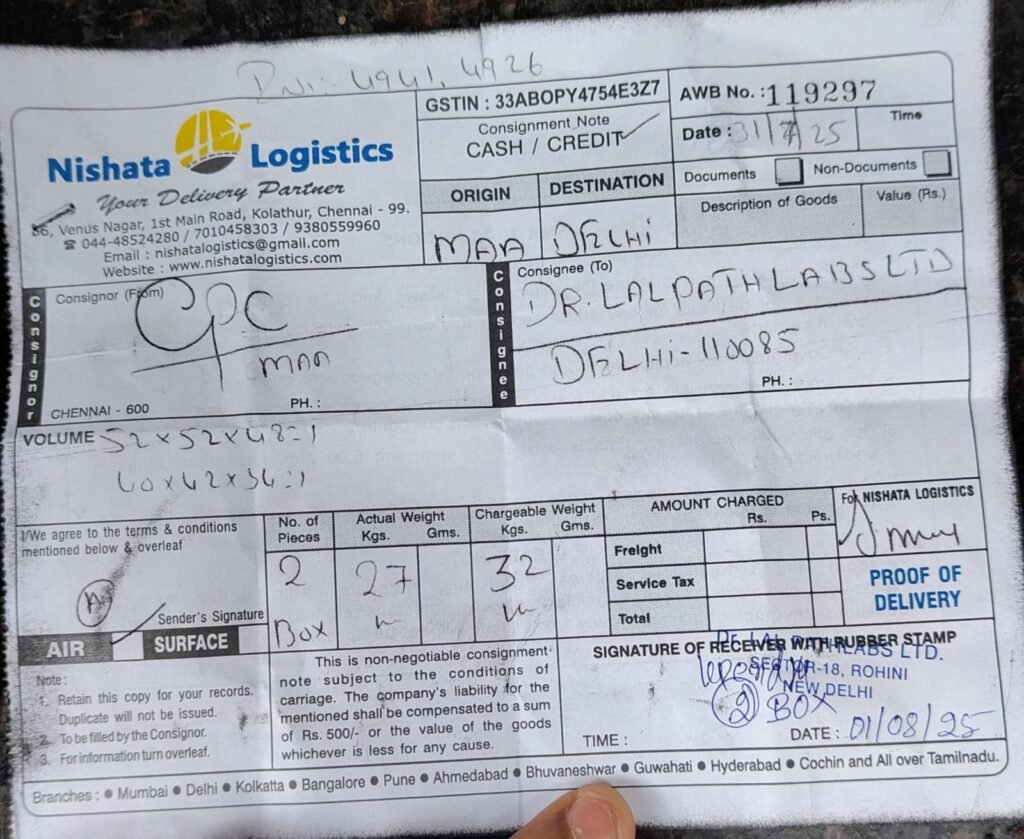 Inv: 4941, 4926
Nishata Logistics
Your Delivery Partner
86, Venus Nagar, 1st Main Road, Kolathur, Chennai - 99.
☎ 044-48524280 / 7010458303 / 9380559960
Email : nishatalogistics@gmail.com
Website : www.nishatalogistics.com
GSTIN : 33ABOPY4754E3Z7
Consignment Note
CASH / CREDIT
AWB No. : 119297
Date : 31/7/25
Time
Documents
Non-Documents
ORIGIN
DESTINATION
Description of Goods
Value (Rs.)
MAA
DELHI
Consignor
Consignor (From)
CPC
MAA
CHENNAI - 600
PH. :
Consignee
Consignee (To)
DR. LALPATHLABS LTD
DELHI-110085
PH. :
VOLUME 52x52x48=1
40x42x34=1
I/We agree to the terms & conditions
mentioned below & overleaf
Sender's Signature
AIR
SURFACE
No. of Pieces
Actual Weight
Kgs. Gms.
Chargeable Weight
Kgs. Gms.
2
BOX
27
32
AMOUNT CHARGED
Rs. Ps.
Freight
Service Tax
Total
For NISHATA LOGISTICS
PROOF OF
DELIVERY
Note :
1. Retain this copy for your records.
Duplicate will not be issued.
2. To be filled by the Consignor.
3. For information turn overleaf.
This is non-negotiable consignment
note subject to the conditions of
carriage. The company's liability for the
mentioned shall be compensated to a sum
of Rs. 500/- or the value of the goods
whichever is less for any cause.
SIGNATURE OF RECEIVER WITH RUBBER STAMP
DR. LAL PATHLABS LTD.
SECTOR-18, ROHINI
NEW DELHI
2 BOX
TIME :
DATE : 01/08/25
Branches : ● Mumbai ● Delhi ● Kolkatta ● Bangalore ● Pune ● Ahmedabad ● Bhuvaneshwar ● Guwahati ● Hyderabad ● Cochin and All over Tamilnadu.